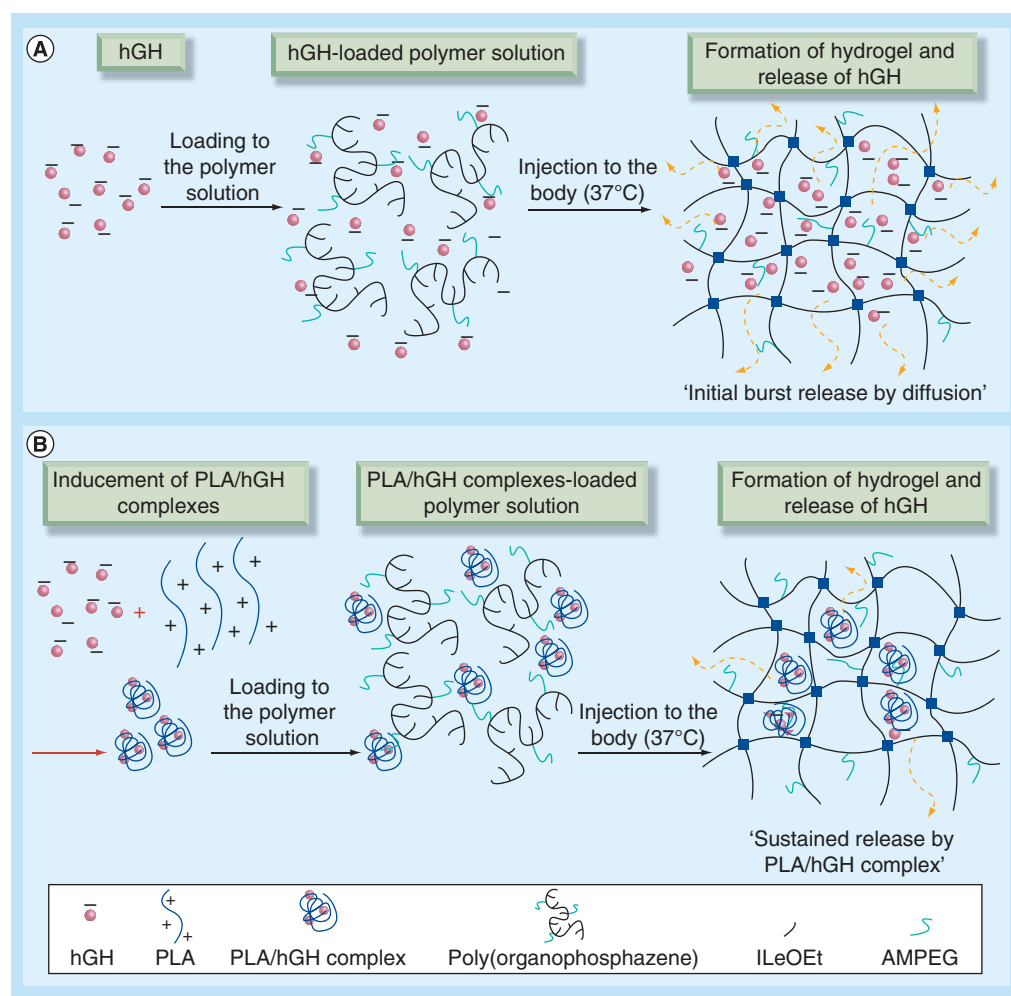 A
hGH
hGH-loaded polymer solution
Formation of hydrogel and
release of hGH
Loading to
the polymer
solution
Injection to the
body (37°C)
‘Initial burst release by diffusion’
B
Inducement of PLA/hGH
complexes
PLA/hGH complexes-loaded
polymer solution
Formation of hydrogel and
release of hGH
Loading to
the polymer
solution
Injection to the
body (37°C)
‘Sustained release by
PLA/hGH complex’
hGH
PLA
PLA/hGH complex
Poly(organophosphazene)
ILeOEt
AMPEG